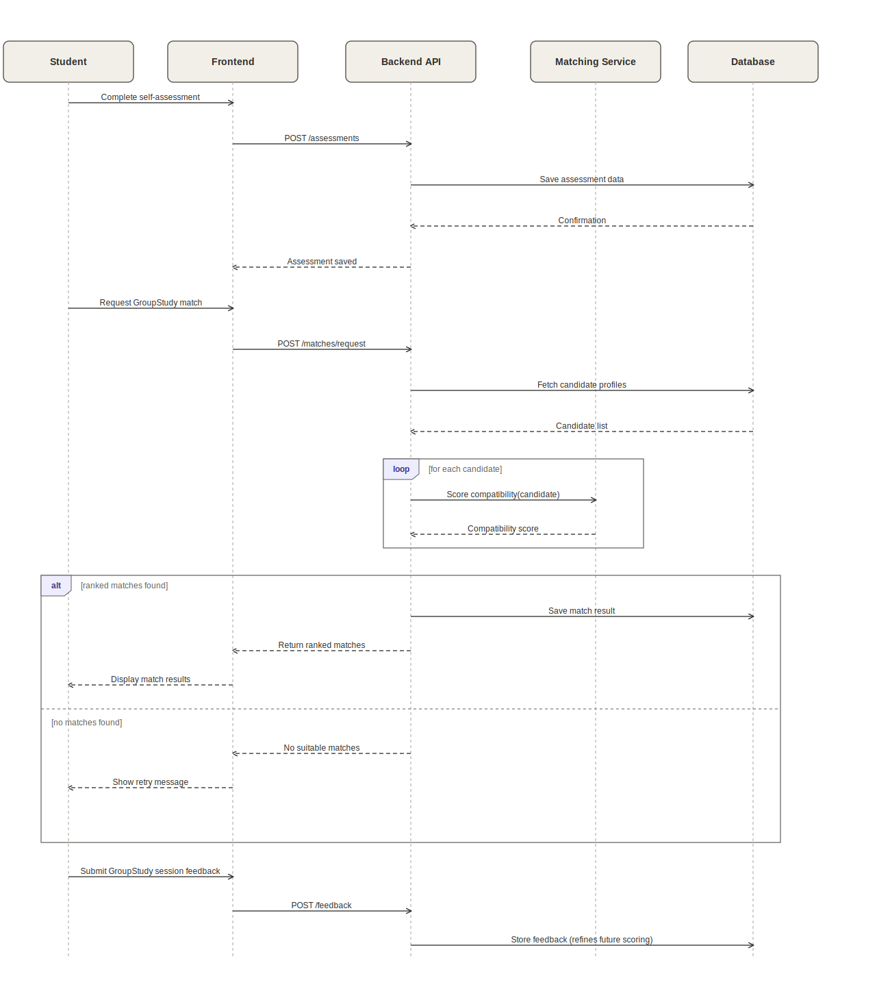 Student
Frontend
Backend API
Matching Service
Database
Complete self-assessment
POST /assessments
Save assessment data
Confirmation
Assessment saved
Request GroupStudy match
POST /matches/request
Fetch candidate profiles
Candidate list
loop
[for each candidate]
Score compatibility(candidate)
Compatibility score
alt
[ranked matches found]
Save match result
Return ranked matches
Display match results
[no matches found]
No suitable matches
Show retry message
Submit GroupStudy session feedback
POST /feedback
Store feedback (refines future scoring)